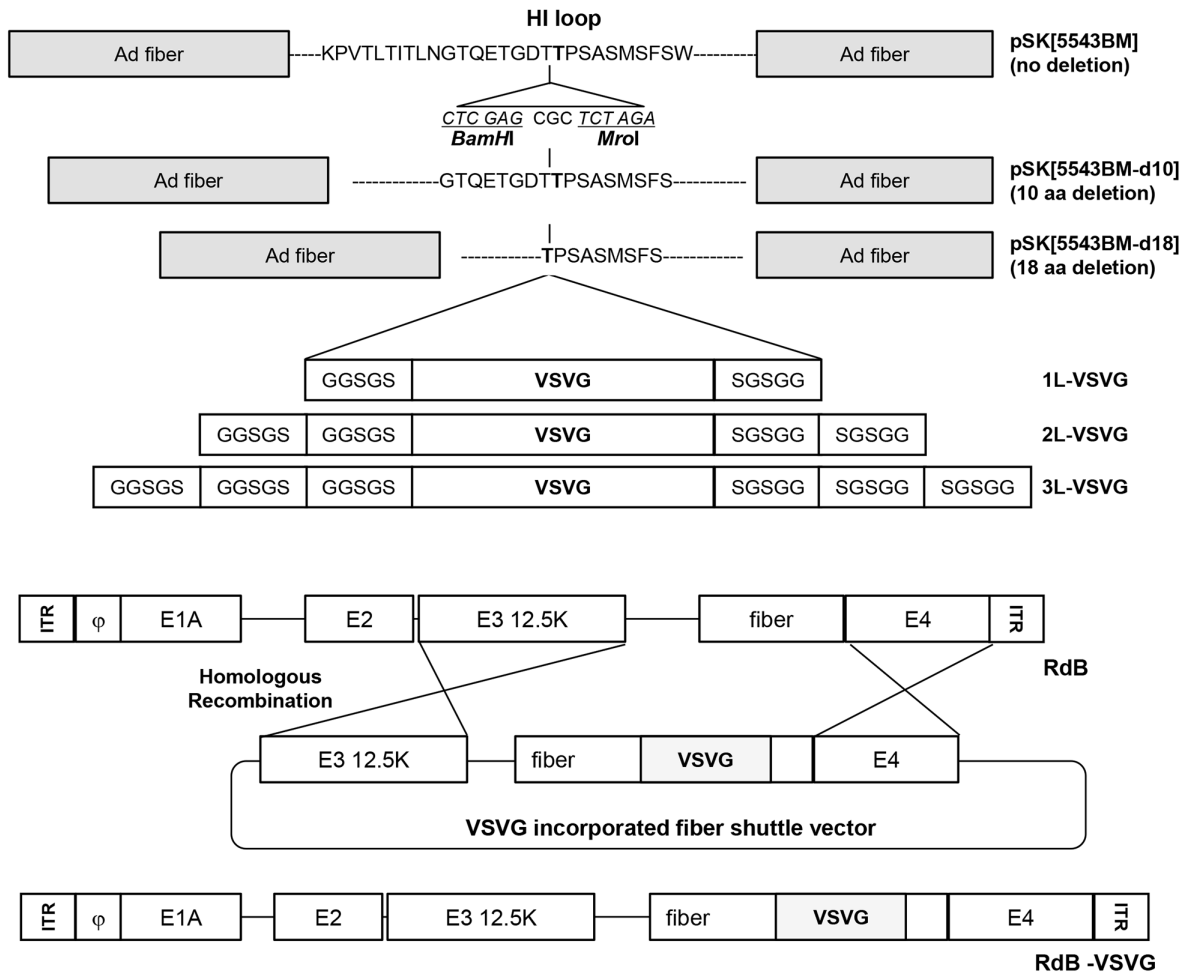 HI loop
Ad fiber ------KPVTLTITLNGTQETGDTTPSASMSFSW----------- Ad fiber pSK[5543BM]
(no deletion)
CTC GAG CGC TCT AGA
BamHI MroI
Ad fiber ---------------GTQETGDTTPSASMSFS------------- Ad fiber pSK[5543BM-d10]
(10 aa deletion)
Ad fiber --------------TPSASMSFS-------------- Ad fiber pSK[5543BM-d18]
(18 aa deletion)
GGSGS VSVG SGSGG 1L-VSVG
GGSGS GGSGS VSVG SGSGG SGSGG 2L-VSVG
GGSGS GGSGS GGSGS VSVG SGSGG SGSGG SGSGG 3L-VSVG
ITR φ E1A E2 E3 12.5K fiber E4 ITR
RdB
Homologous
Recombination
E3 12.5K fiber VSVG E4
VSVG incorporated fiber shuttle vector
ITR φ E1A E2 E3 12.5K fiber VSVG E4 ITR
RdB -VSVG